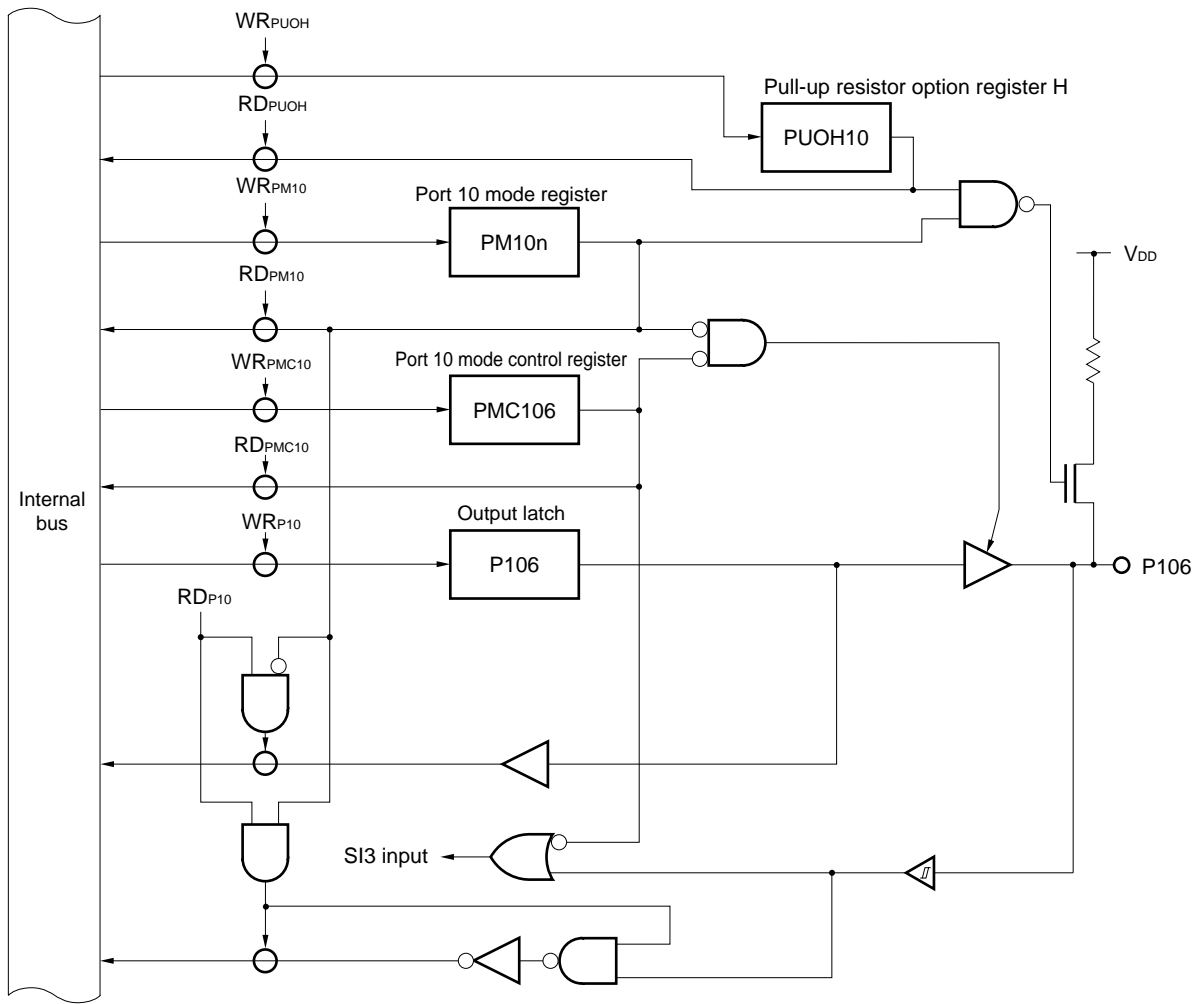 WRPUOH
Pull-up resistor option register H
RDPUOH
PUOH10
WRPM10
Port 10 mode register
PM10n
RDPM10
VDD
WRPMC10
Port 10 mode control register
PMC106
RDPMC10
Internal
bus
WRP10
Output latch
P106
P106
RDP10
SI3 input